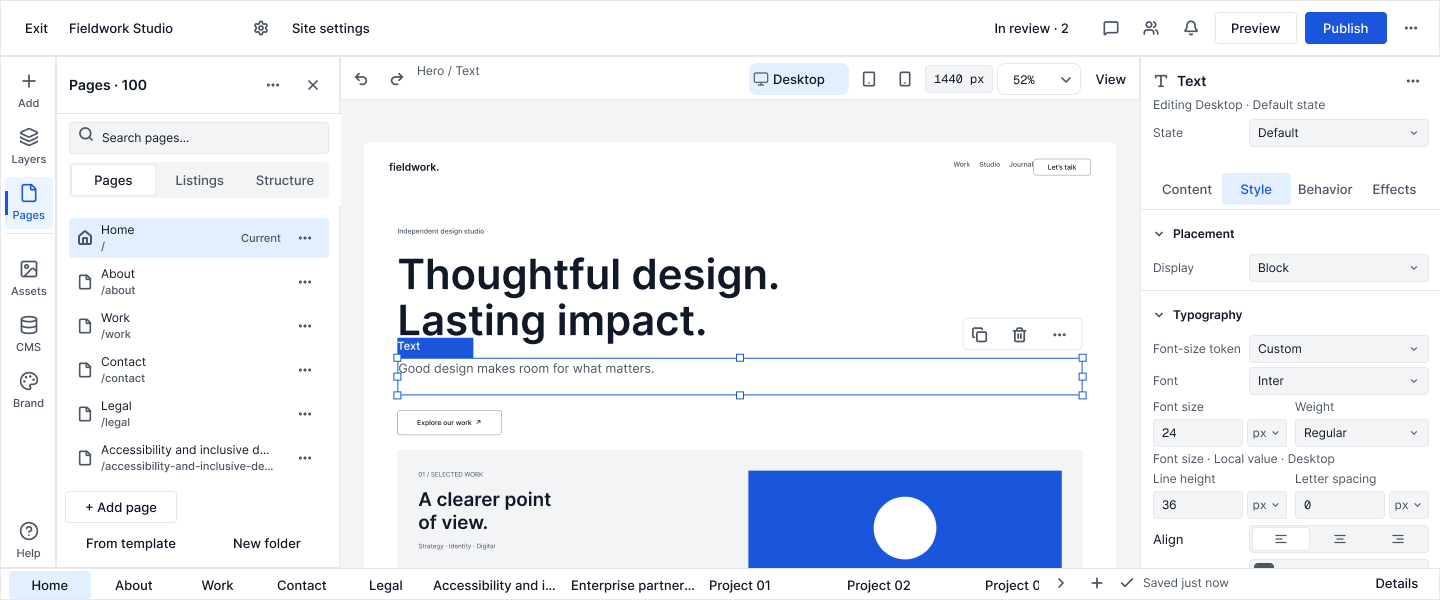 Exit
Fieldwork Studio
Site settings
In review · 2
Preview
Publish
Add
Layers
Pages
Assets
CMS
Brand
Help
Pages · 100
Search pages...
Pages
Listings
Structure
Home
/
Current
About
/about
Work
/work
Contact
/contact
Legal
/legal
Accessibility and inclusive d...
/accessibility-and-inclusive-de...
+ Add page
From template
New folder
Hero / Text
Desktop
1440 px
52%
View
fieldwork.
Work
Studio
Journal
Let's talk
Independent design studio
Thoughtful design.
Lasting impact.
Text
Good design makes room for what matters.
Explore our work ↗
01 / SELECTED WORK
A clearer point
of view.
Strategy · Identity · Digital
Text
Editing Desktop · Default state
State
Default
Content
Style
Behavior
Effects
Placement
Display
Block
Typography
Font-size token
Custom
Font
Inter
Font size
Weight
24
px
Regular
Font size · Local value · Desktop
Line height
Letter spacing
36
px
0
px
Align
Home
About
Work
Contact
Legal
Accessibility and i...
Enterprise partner...
Project 01
Project 02
Project 0
Saved just now
Details